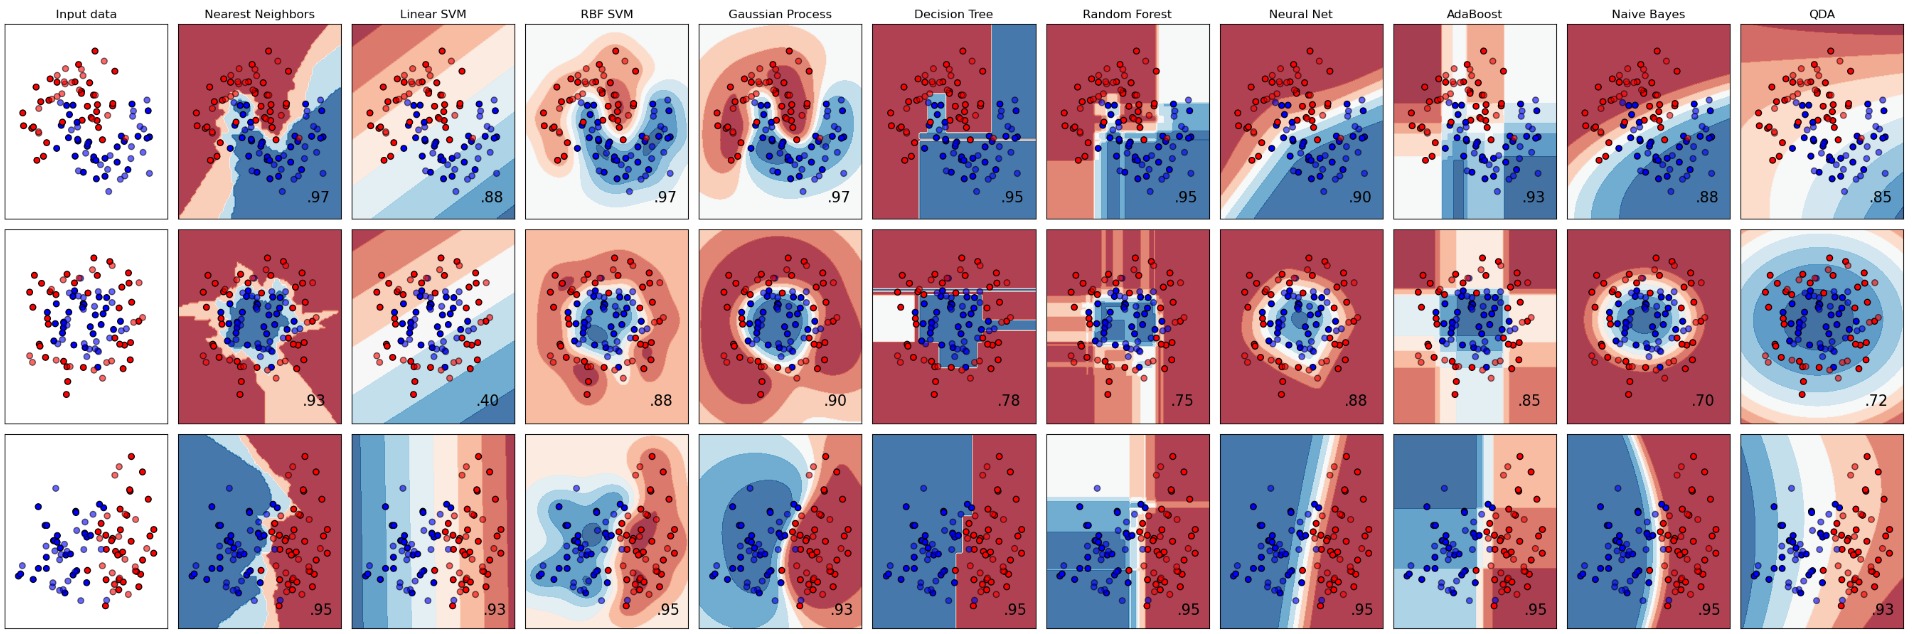 Input data
Nearest Neighbors
Linear SVM
RBF SVM
Gaussian Process
Decision Tree
Random Forest
Neural Net
AdaBoost
Naive Bayes
QDA
.97
.88
.97
.97
.95
.95
.90
.93
.88
.85
.93
.40
.88
.90
.78
.75
.88
.85
.70
.72
.95
.93
.95
.93
.95
.95
.95
.95
.95
.93